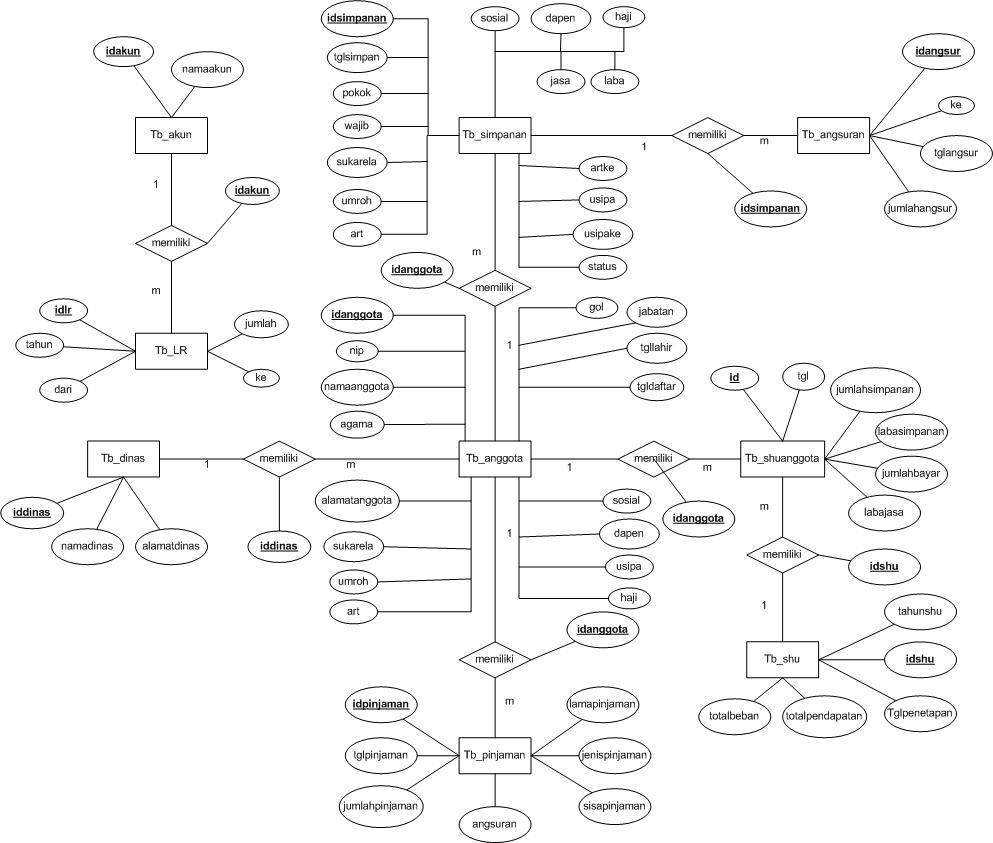 idsimpanan
sosial
dapen
haji
idakun
namaakun
tglsimpan
jasa
laba
idangsur
pokok
ke
Tb_akun
wajib
Tb_simpanan
memiliki
Tb_angsuran
1
m
sukarela
artke
tglangsur
1
idakun
umroh
usipa
idsimpanan
jumlahangsur
art
usipake
memiliki
m
idanggota
status
memiliki
m
idlr
jumlah
idanggota
gol
jabatan
tahun
Tb_LR
nip
1
tgllahir
dari
ke
namaanggota
tgldaftar
id
tgl
jumlahsimpanan
agama
labasimpanan
Tb_dinas
1
memiliki
m
Tb_anggota
1
memiliki
m
Tb_shuanggota
jumlahbayar
iddinas
alamatanggota
sosial
idanggota
m
labajasa
namadinas
alamatdinas
iddinas
sukarela
1
dapen
memiliki
umroh
usipa
idshu
art
haji
1
tahunshu
idanggota
memiliki
Tb_shu
idshu
idpinjaman
m
lamapinjaman
totalbeban
totalpendapatan
Tglpenetapan
tglpinjaman
Tb_pinjaman
jenispinjaman
jumlahpinjaman
sisapinjaman
angsuran